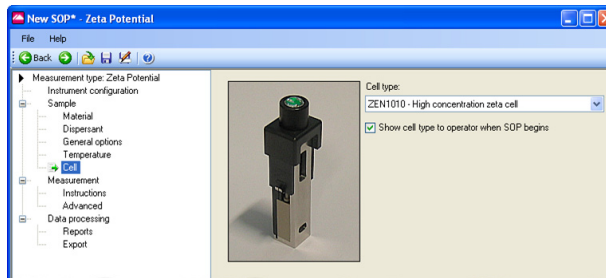 New SOP* - Zeta Potential
File Help
Back
Measurement type: Zeta Potential
Instrument configuration
Sample
Material
Dispersant
General options
Temperature
Cell
Measurement
Instructions
Advanced
Data processing
Reports
Export
Cell type:
ZEN1010 - High concentration zeta cell
Show cell type to operator when SOP begins